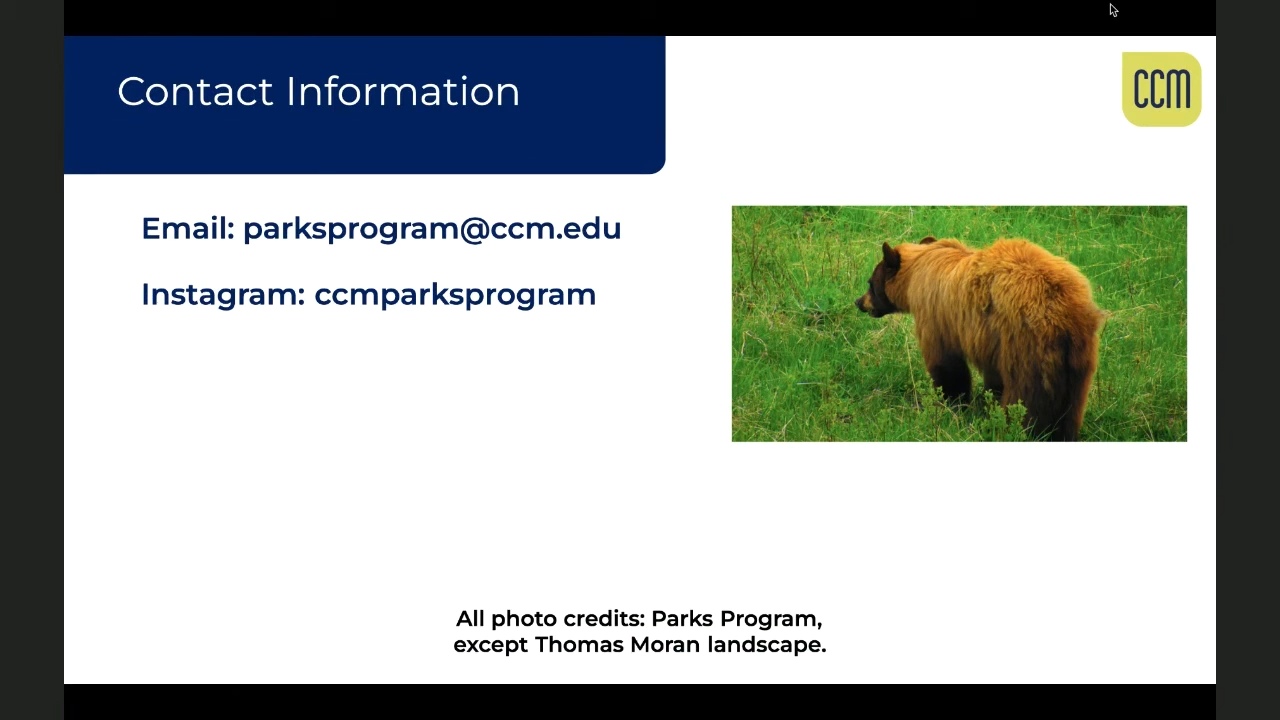 Contact Information
CCM
Email: parksprogram@ccm.edu
Instagram: ccmparksprogram
All photo credits: Parks Program,
except Thomas Moran landscape.